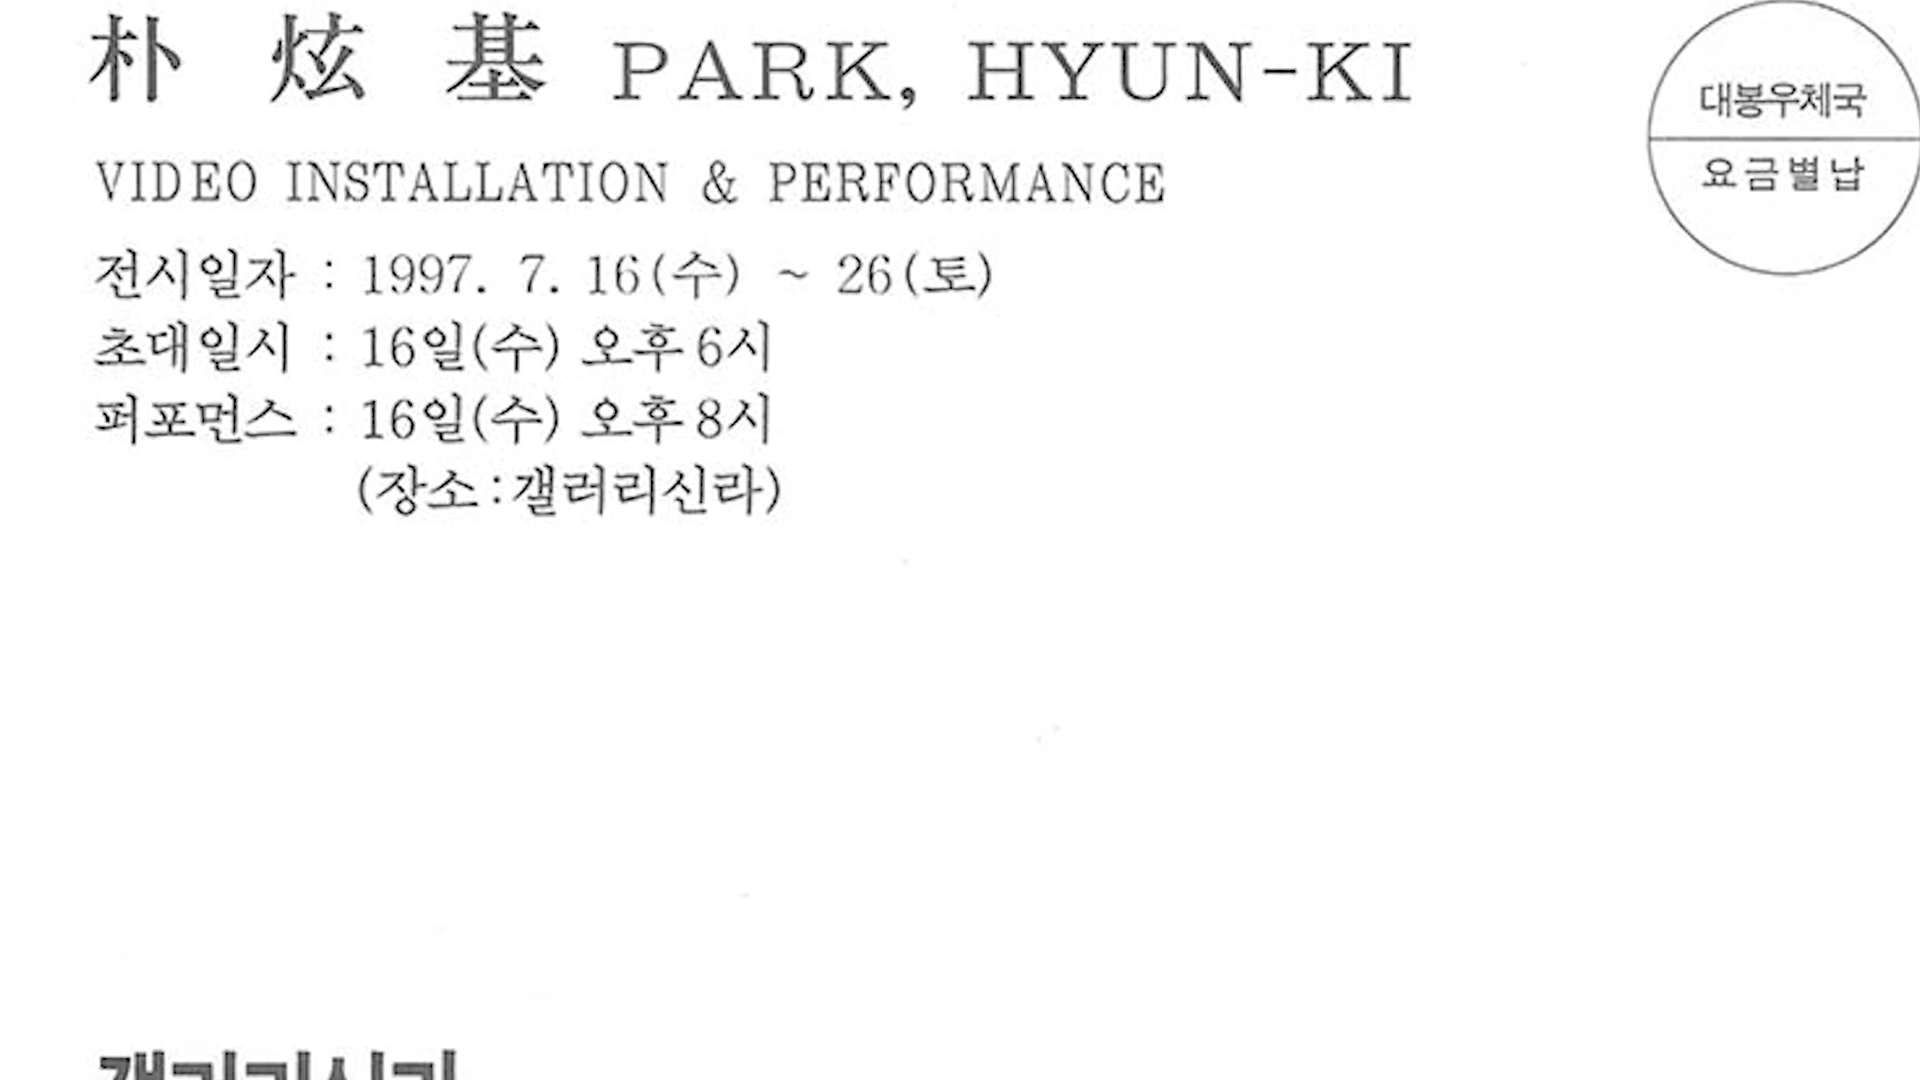 朴炫基 PARK, HYUN-KI
VIDEO INSTALLATION & PERFORMANCE
전시일자 : 1997. 7. 16(수) ~ 26(토)
초대일시 : 16일(수) 오후 6시
퍼포먼스 : 16일(수) 오후 8시
(장소:갤러리신라)
대봉우체국
요금별납